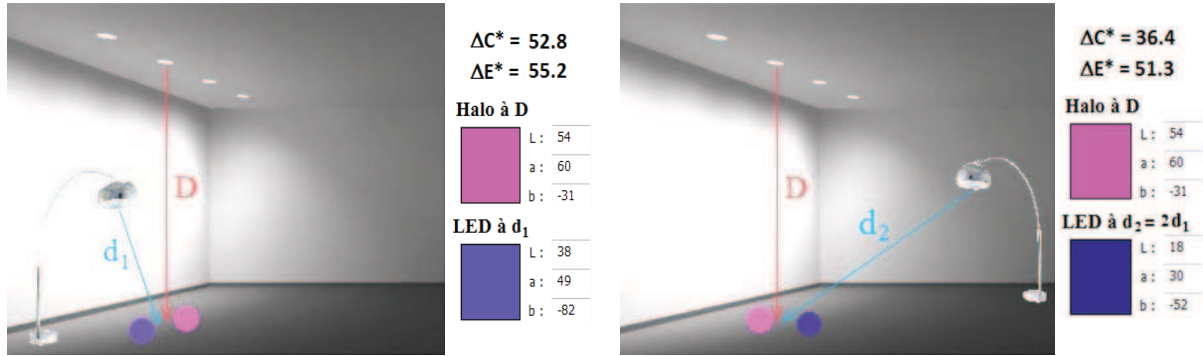 ΔC* = 52.8
ΔE* = 55.2
Halo à D
L: 54
a: 60
b: -31
LED à d₁
L: 38
a: 49
b: -82
D
d₁
ΔC* = 36.4
ΔE* = 51.3
Halo à D
L: 54
a: 60
b: -31
LED à d₂ = 2d₁
L: 18
a: 30
b: -52
D
d₂